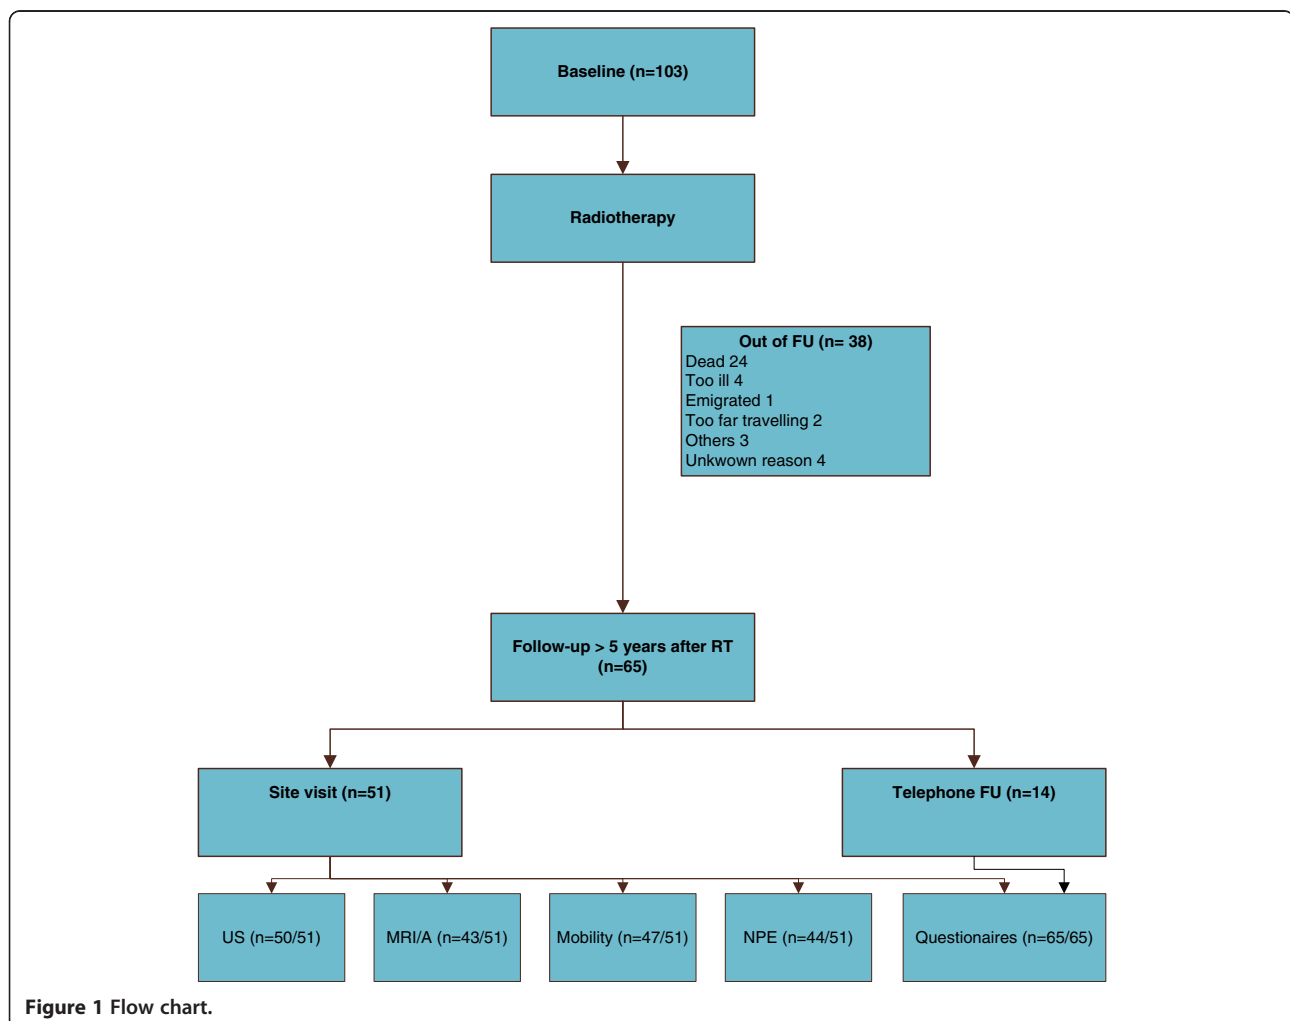 Baseline (n=103)
Radiotherapy
Out of FU (n= 38)
Dead 24
Too ill 4
Emigrated 1
Too far travelling 2
Others 3
Unkwown reason 4
Follow-up > 5 years after RT
(n=65)
Site visit (n=51)
Telephone FU (n=14)
US (n=50/51)
MRI/A (n=43/51)
Mobility (n=47/51)
NPE (n=44/51)
Questionaires (n=65/65)
Figure 1 Flow chart.